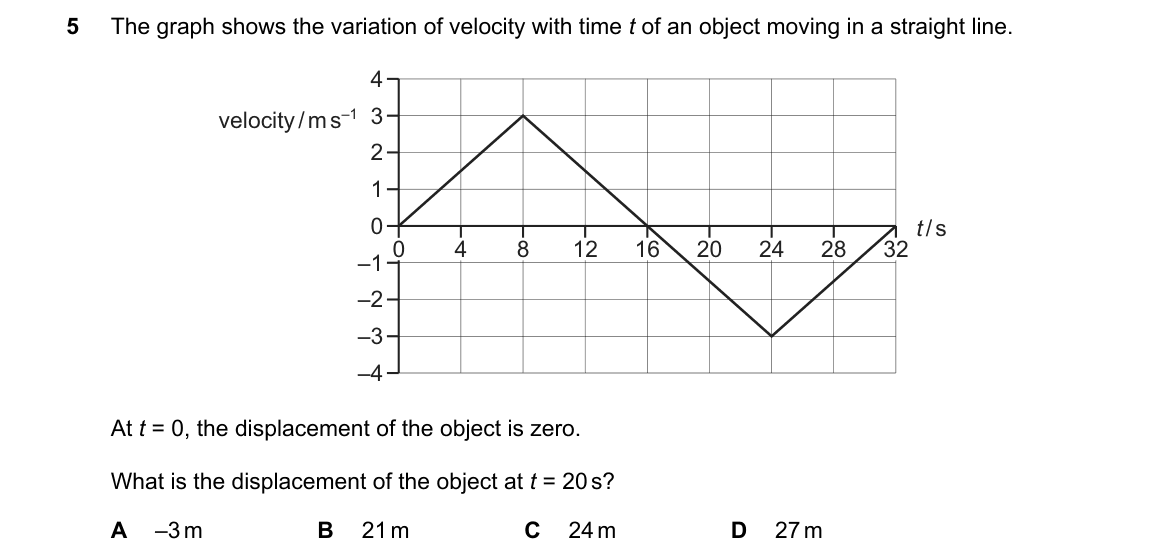 5 The graph shows the variation of velocity with time t of an object moving in a straight line.
4
velocity / m s⁻¹ 3
2
1
0 t / s
0 4 8 12 16 20 24 28 32
–1
–2
–3
–4
At t = 0, the displacement of the object is zero.
What is the displacement of the object at t = 20 s?
A –3 m B 21 m C 24 m D 27 m